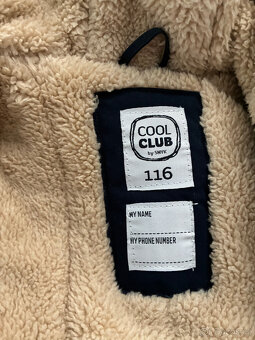 COOL
CLUB
by SMYK
116
MY NAME
MY PHONE NUMBER